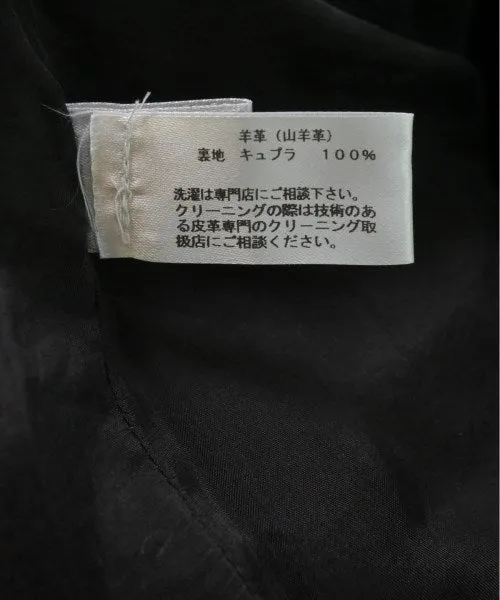 羊革（山羊革）
裏地 キュプラ 100%
洗濯は専門店にご相談下さい。
クリーニングの際は技術のあ
る皮革専門のクリーニング取
扱店にご相談ください。